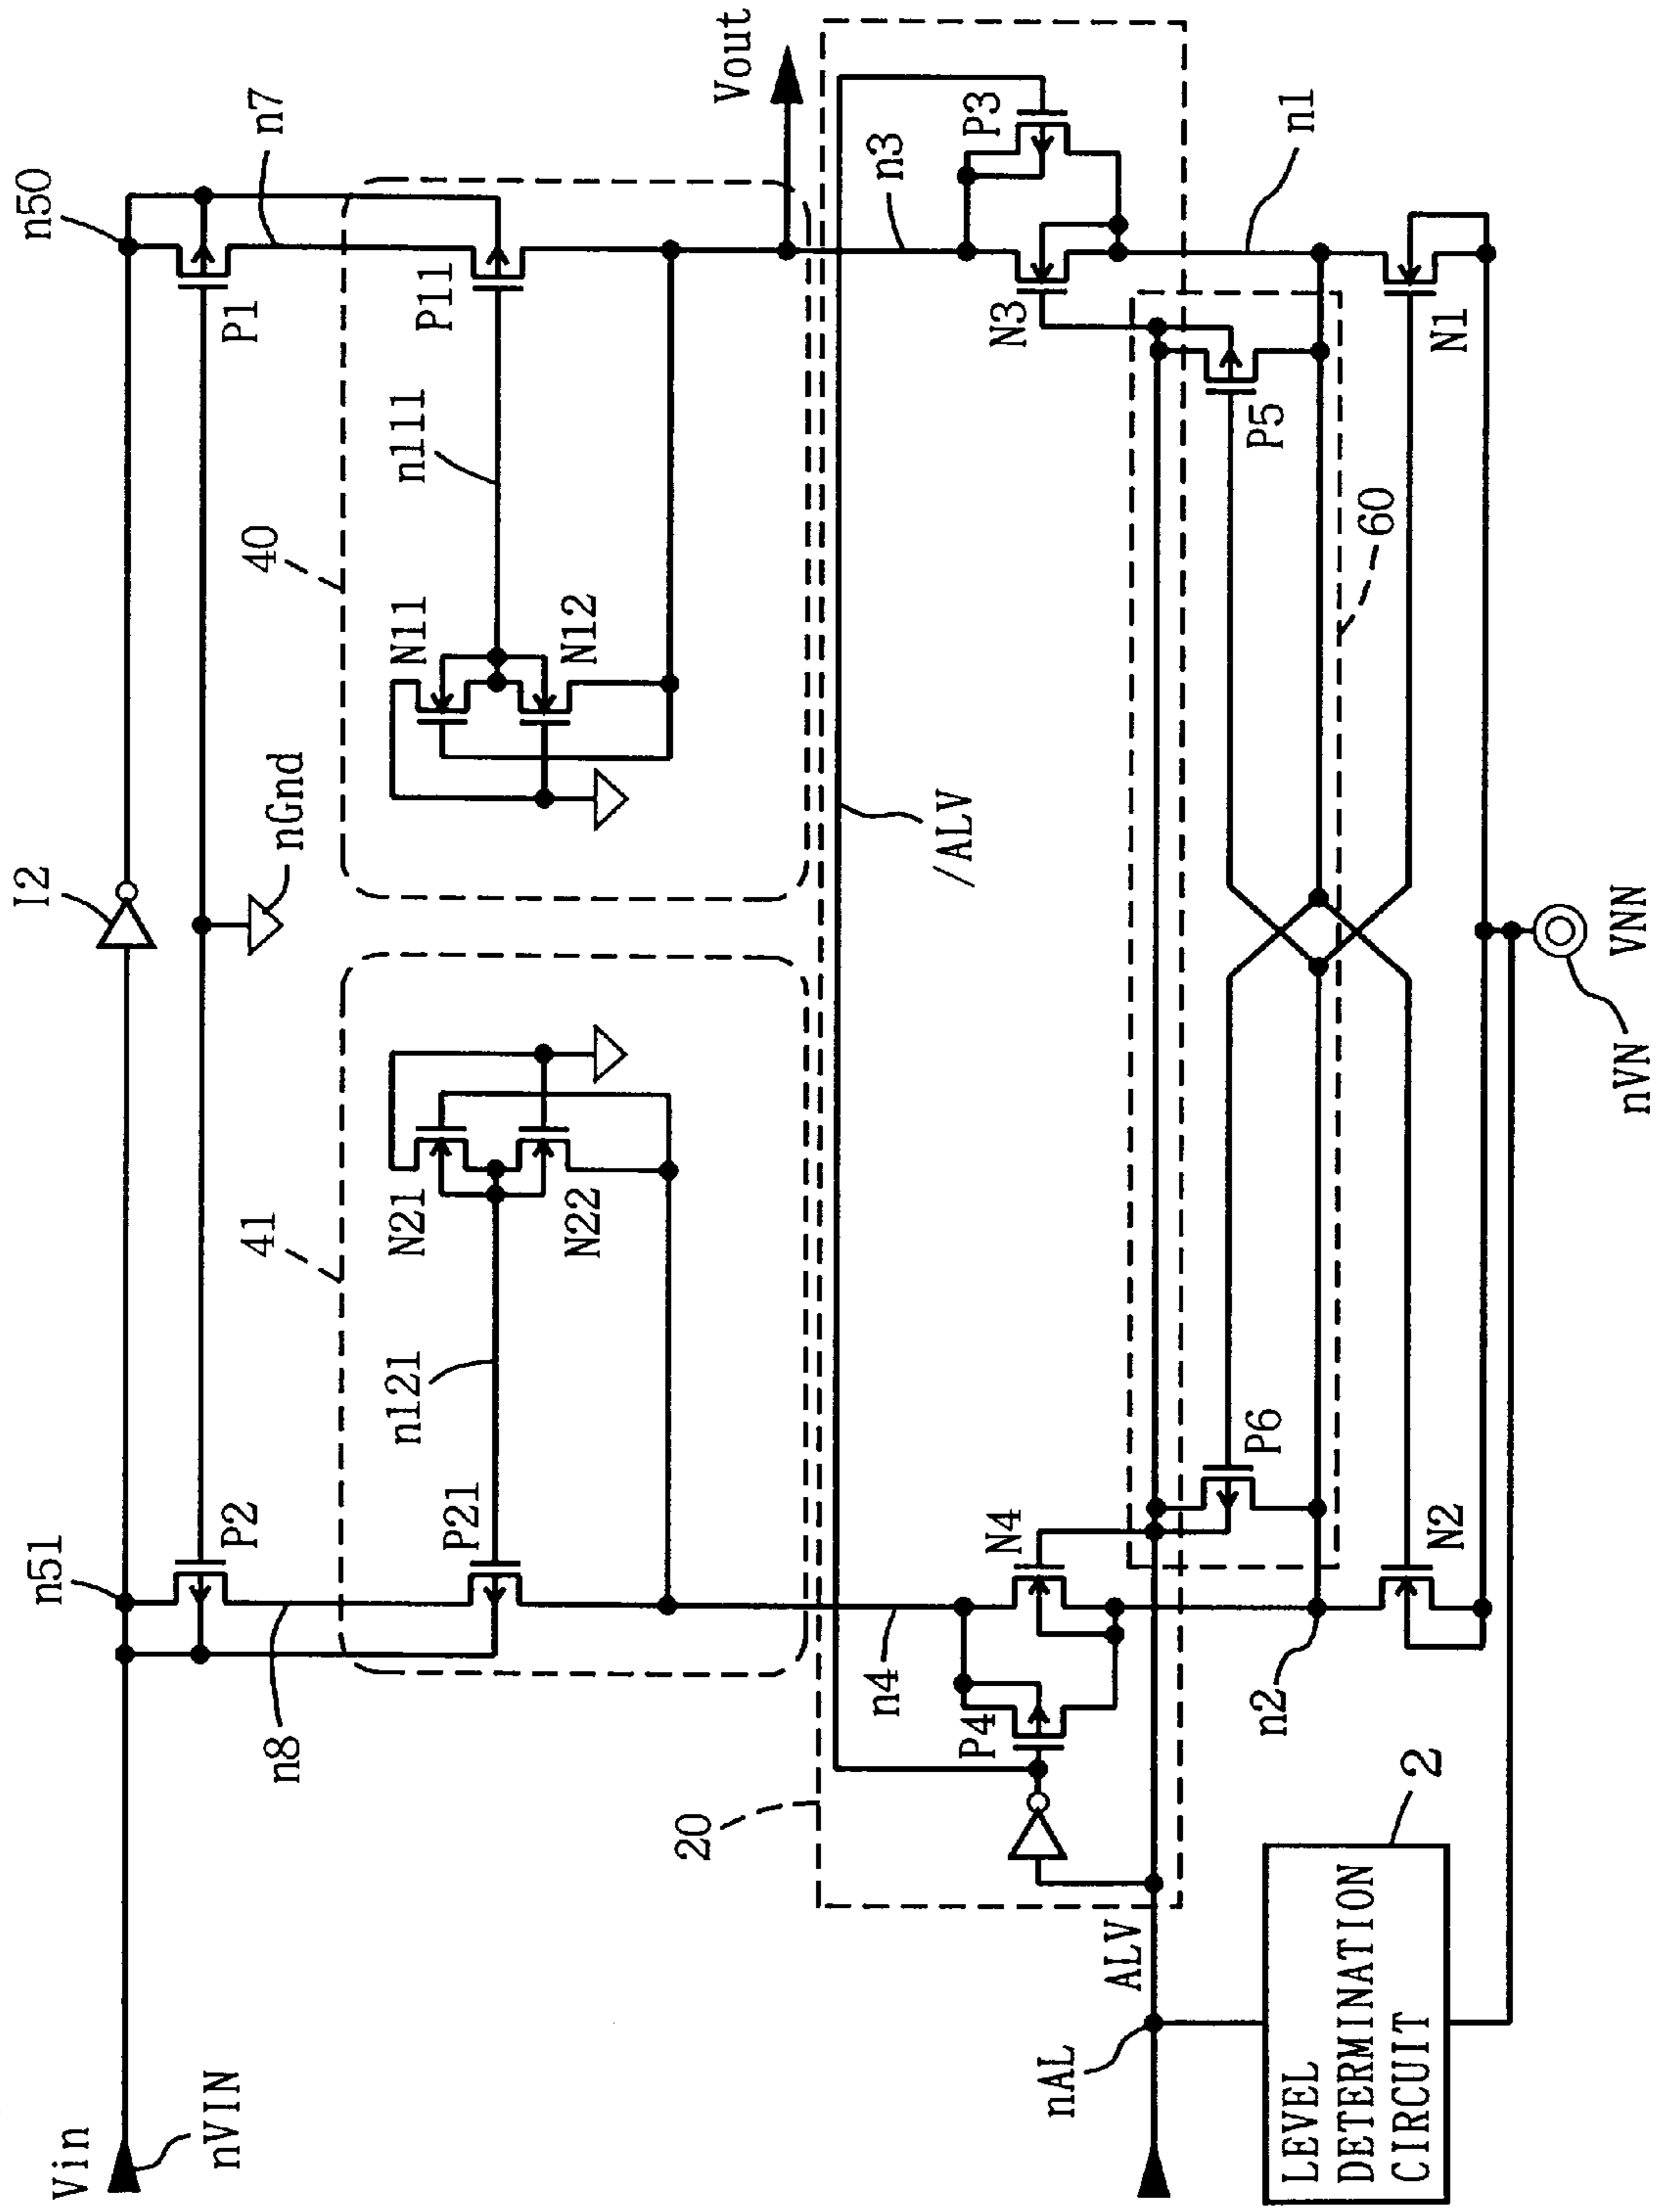 Vin
nVIN
n51
P2
n8
I2
nGnd
n50
P1
n7
41
P21
n121
N21
N22
40
N11
N12
n111
P11
Vout
20
P4
n4
N4
/ALV
N3
n3
P3
nAL
ALV
P6
P5
60
n1
n2
N2
N1
LEVEL
DETERMINATION
CIRCUIT
2
nVN
VNN